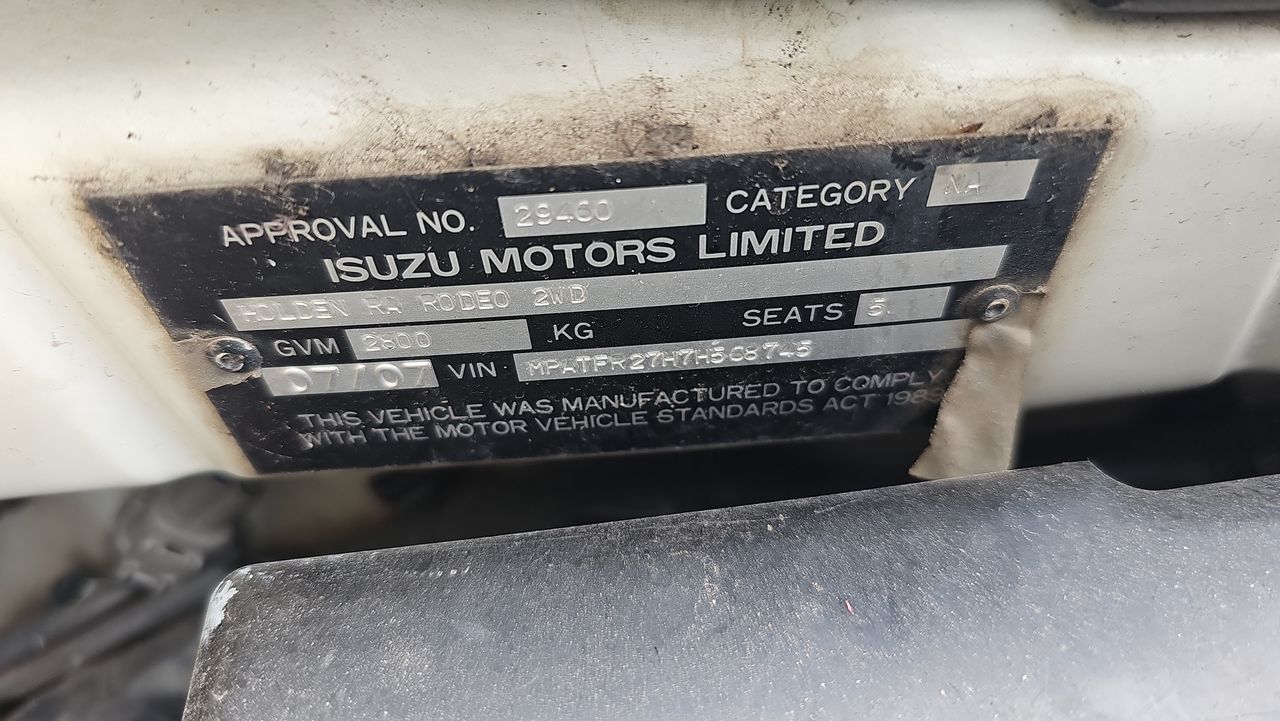 APPROVAL NO. 29460 CATEGORY NA
ISUZU MOTORS LIMITED
HOLDEN RA RODEO 2WD
GVM 2800 KG SEATS 5.
07/07 VIN MPATFR27H7H568745
THIS VEHICLE WAS MANUFACTURED TO COMPLY
WITH THE MOTOR VEHICLE STANDARDS ACT 1989